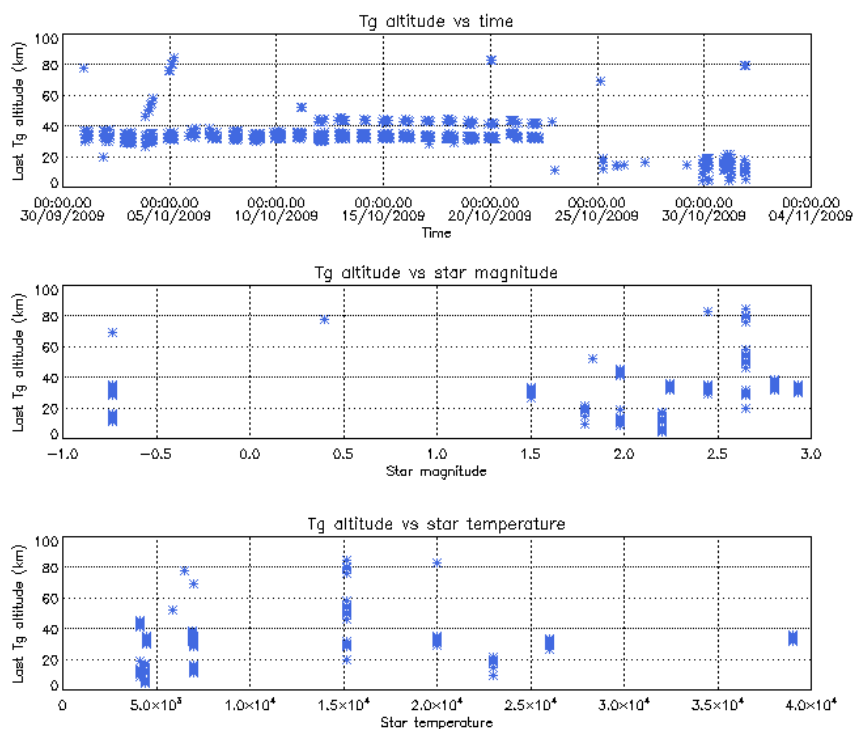 Tg altitude vs time
Last Tg altitude (km)
100
80
60
40
20
0
00:00.00 00:00.00 00:00.00 00:00.00 00:00.00 00:00.00 00:00.00 00:00.00
30/09/2009 05/10/2009 10/10/2009 15/10/2009 20/10/2009 25/10/2009 30/10/2009 04/11/2009
Time
Tg altitude vs star magnitude
Last Tg altitude (km)
100
80
60
40
20
0
-1.0 -0.5 0.0 0.5 1.0 1.5 2.0 2.5 3.0
Star magnitude
Tg altitude vs star temperature
Last Tg altitude (km)
100
80
60
40
20
0
0 5.0×10³ 1.0×10⁴ 1.5×10⁴ 2.0×10⁴ 2.5×10⁴ 3.0×10⁴ 3.5×10⁴ 4.0×10⁴
Star temperature